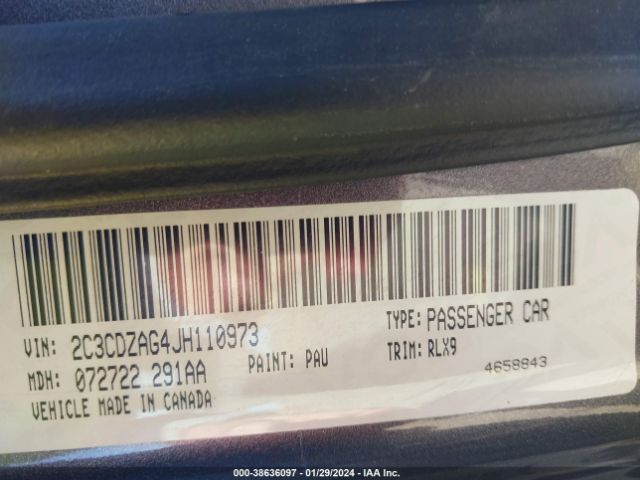 VIN: 2C3CDZAG4JH110973
TYPE: PASSENGER CAR
MDH: 072722 291AA
PAINT: PAU
TRIM: RLX9
VEHICLE MADE IN CANADA
4658843
000-38636097 - 01/29/2024 - IAA Inc.